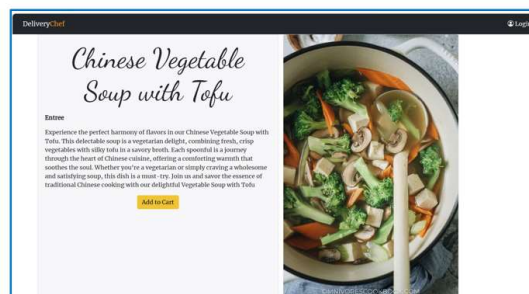 DeliveryChef
Login
Chinese Vegetable
Soup with Tofu
Entree
Experience the perfect harmony of flavors in our Chinese Vegetable Soup with
Tofu. This delectable soup is a vegetarian delight, combining fresh, crisp
vegetables with silky tofu in a savory broth. Each spoonful is a journey
through the heart of Chinese cuisine, offering a comforting warmth that
soothes the soul. Whether you're a vegetarian or simply craving a wholesome
and satisfying soup, this dish is a must-try. Join us and savor the essence of
traditional Chinese cooking with our delightful Vegetable Soup with Tofu
Add to Cart
OMNIVORESCOOKBOOK.COM